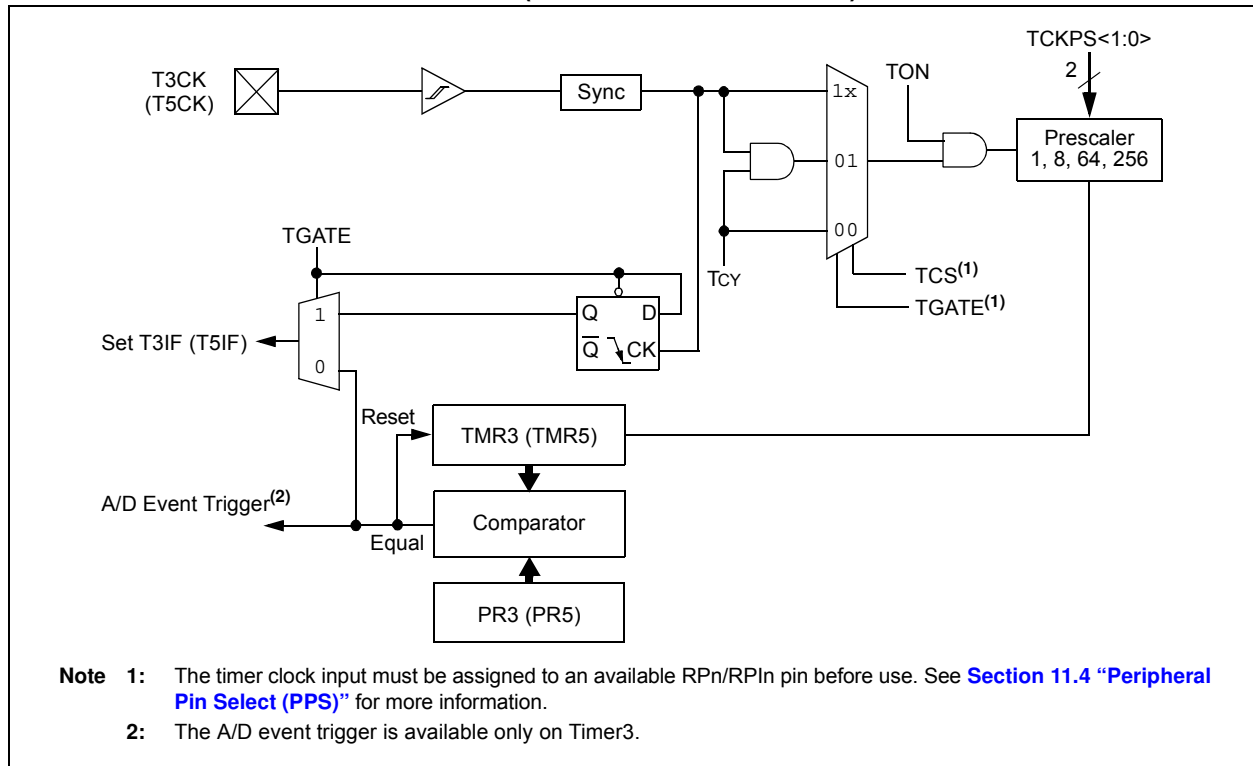 TCKPS<1:0>
2
T3CK
(T5CK)
Sync
TON
1x
01
00
Prescaler
1, 8, 64, 256
TGATE
TCY
TCS(1)
TGATE(1)
1
0
Q
D
Q
CK
Set T3IF (T5IF)
Reset
TMR3 (TMR5)
A/D Event Trigger(2)
Equal
Comparator
PR3 (PR5)
Note 1: The timer clock input must be assigned to an available RPn/RPIn pin before use. See Section 11.4 “Peripheral
Pin Select (PPS)” for more information.
2: The A/D event trigger is available only on Timer3.